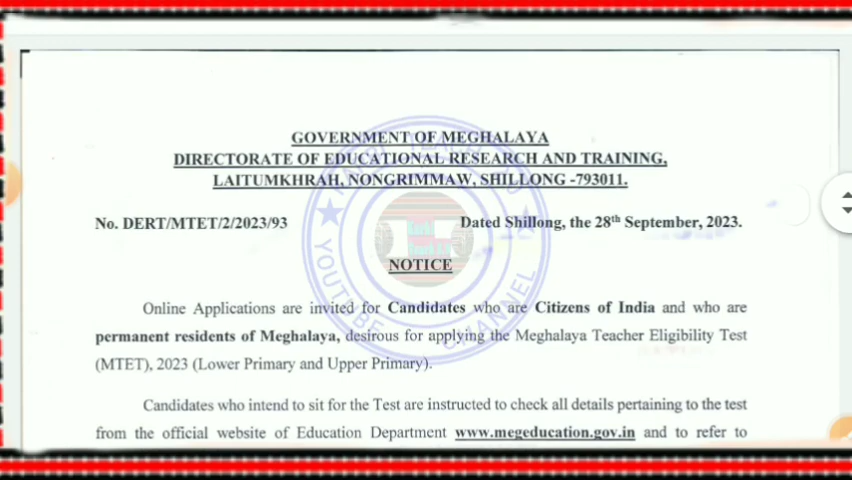 GOVERNMENT OF MEGHALAYA
DIRECTORATE OF EDUCATIONAL RESEARCH AND TRAINING,
LAITUMKHRAH, NONGRIMMAW, SHILLONG -793011.
No. DERT/MTET/2/2023/93 Dated Shillong, the 28th September, 2023.
NOTICE
Online Applications are invited for Candidates who are Citizens of India and who are
permanent residents of Meghalaya, desirous for applying the Meghalaya Teacher Eligibility Test
(MTET), 2023 (Lower Primary and Upper Primary).
Candidates who intend to sit for the Test are instructed to check all details pertaining to the test
from the official website of Education Department www.megeducation.gov.in and to refer to
YOUTUBE CHANNEL